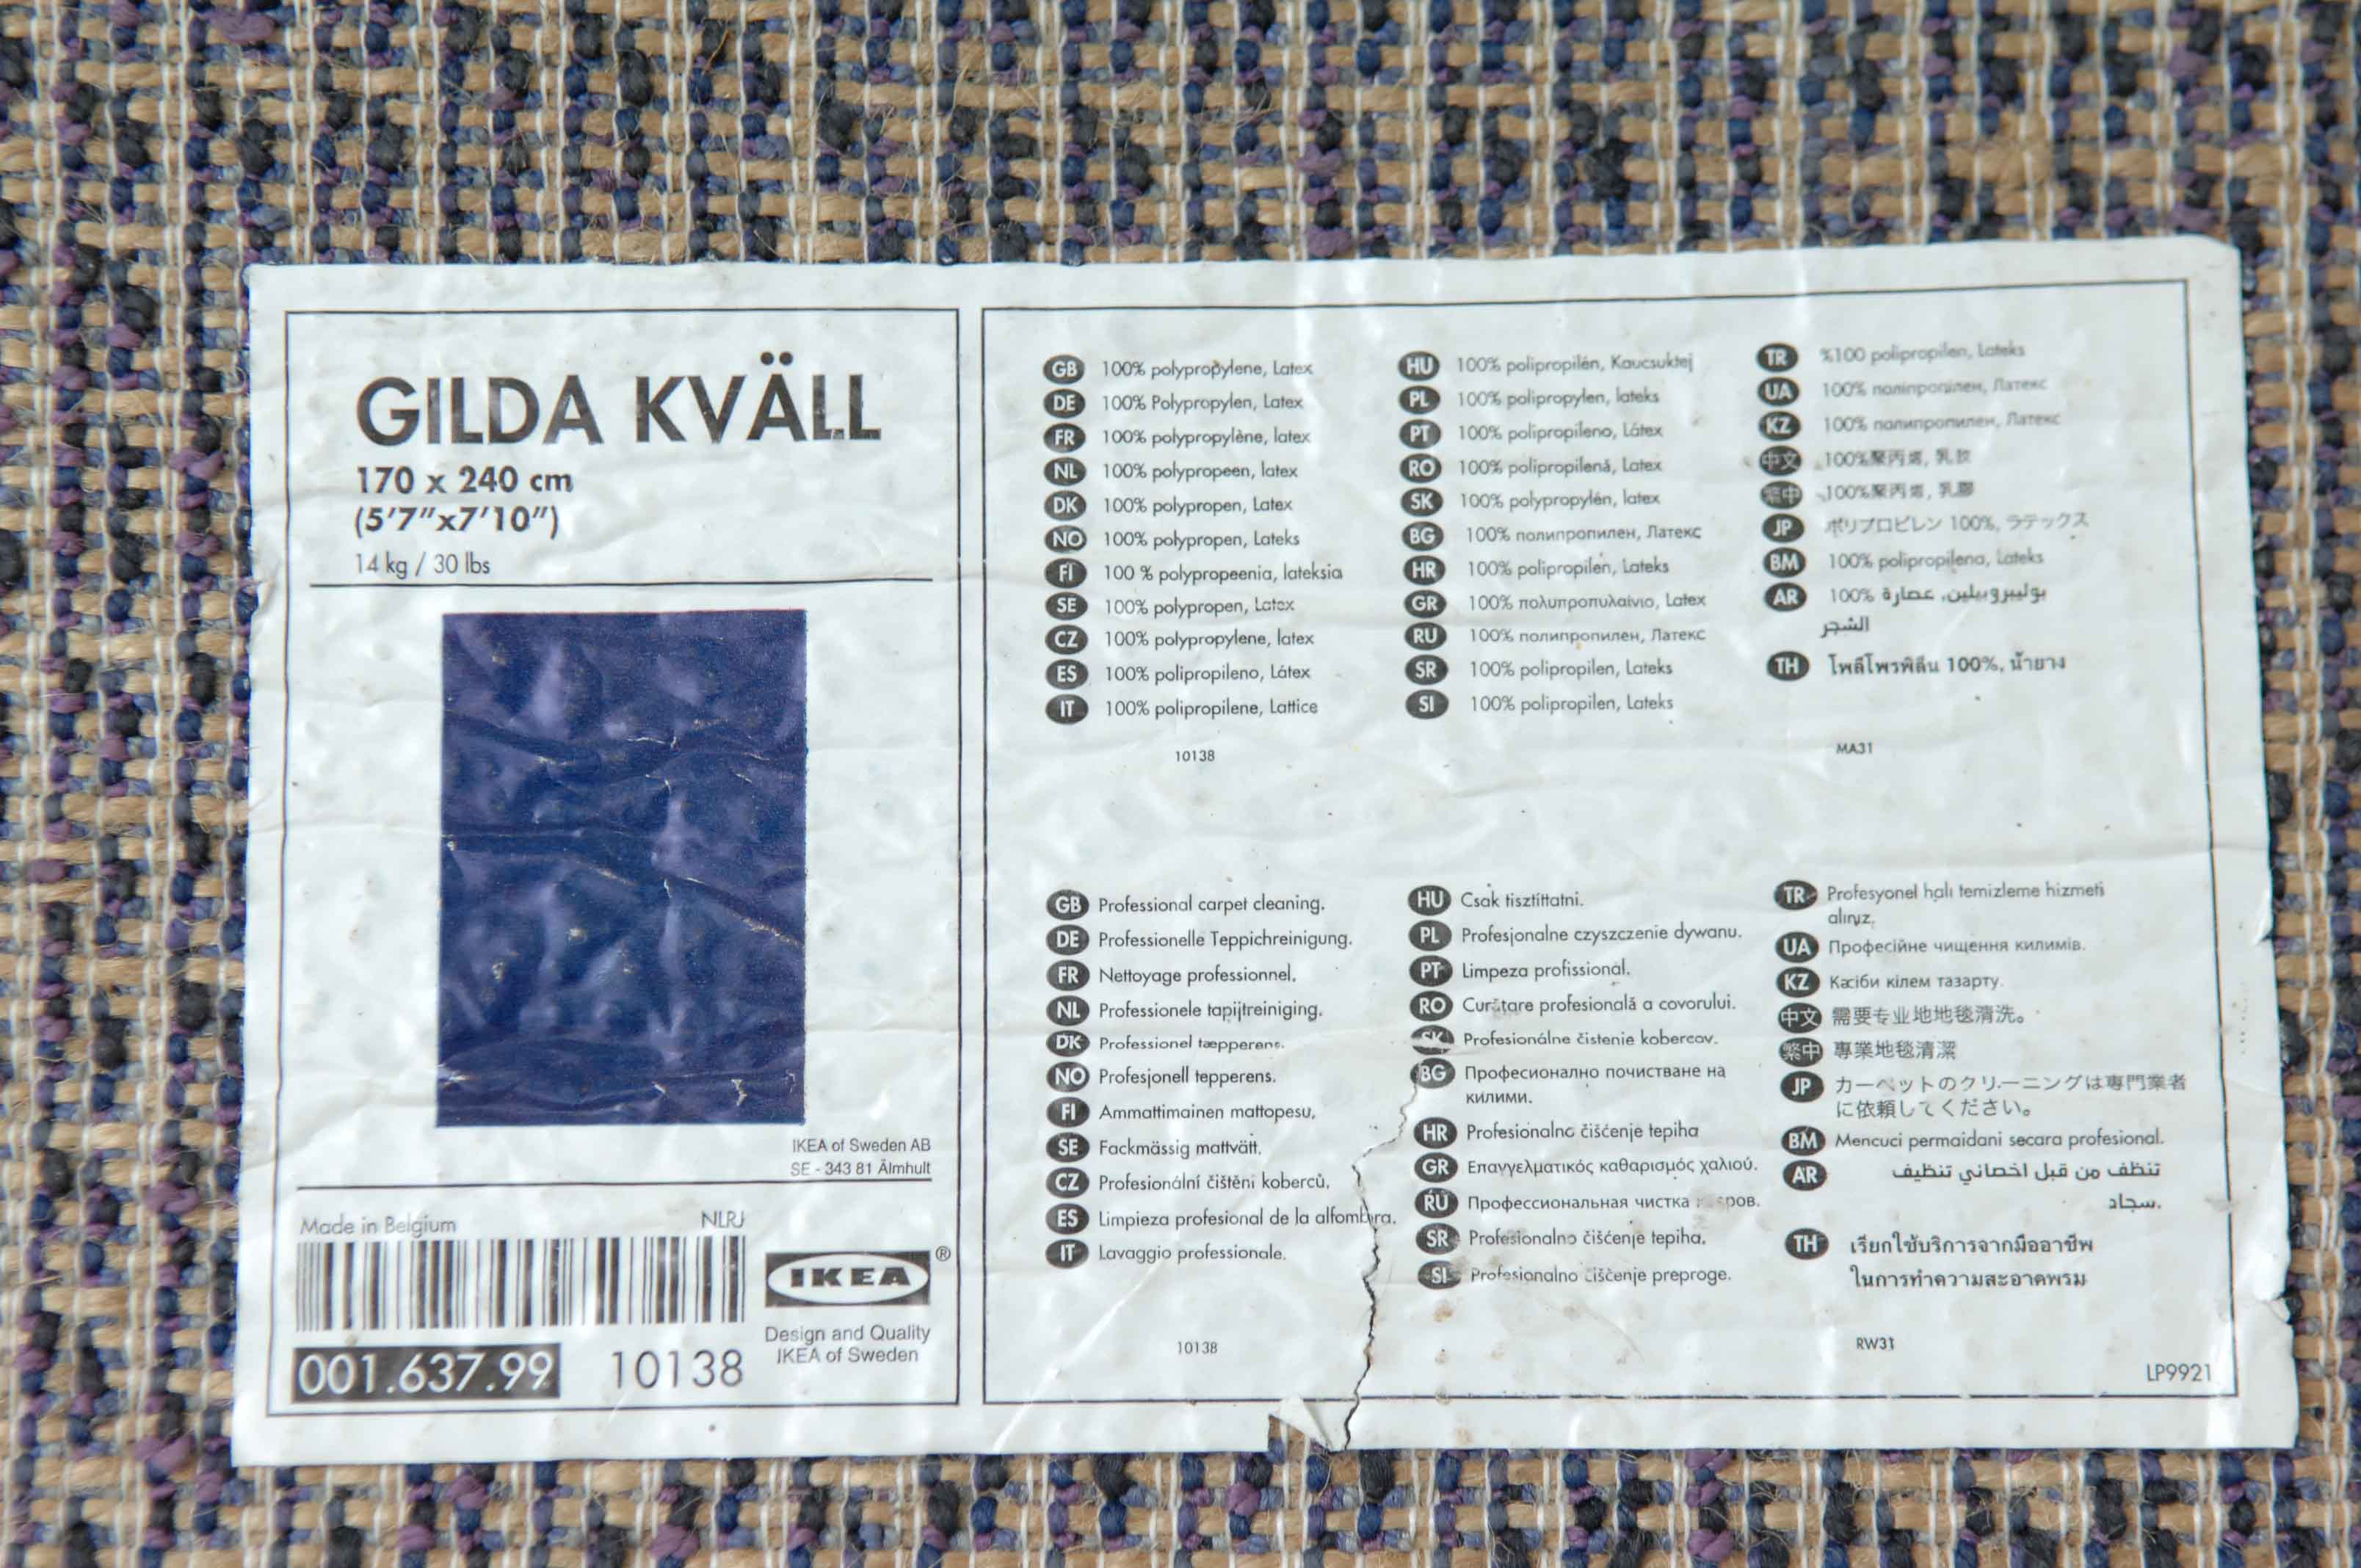 GILDA KVÄLL
170 x 240 cm
(5'7"x7'10")
14 kg / 30 lbs
IKEA of Sweden AB
SE - 343 81 Älmhult
Made in Belgium
NLRJ
IKEA ®
Design and Quality
IKEA of Sweden
001.637.99
10138
GB 100% polypropylene, Latex
DE 100% Polypropylen, Latex
FR 100% polypropylène, latex
NL 100% polypropeen, latex
DK 100% polypropen, Latex
NO 100% polypropen, Lateks
FI 100 % polypropeenia, lateksia
SE 100% polypropen, Latex
CZ 100% polypropylene, latex
ES 100% polipropileno, Látex
IT 100% polipropilene, Lattice
10138
HU 100% polipropilén, Kaucsuktej
PL 100% polipropylen, lateks
PT 100% polipropileno, Látex
RO 100% polipropilenă, Latex
SK 100% polypropylén, latex
BG 100% полипропилен, Латекс
HR 100% polipropilen, Lateks
GR 100% πολυπροπυλαίνιο, Latex
RU 100% полипропилен, Латекс
SR 100% polipropilen, Lateks
SI 100% polipropilen, Lateks
TR %100 polipropilen, Lateks
UA 100% поліпропілен, Латекс
KZ 100% полипропилен, Латекс
中文 100%聚丙烯, 乳胶
繁中 100%聚丙烯, 乳膠
JP ポリプロピレン 100%, ラテックス
BM 100% polipropilena, Lateks
AR 100% بوليبروبيلين, عصارة
الشجر
TH โพลีโพรพิลีน 100%, น้ำยาง
MA31
GB Professional carpet cleaning.
DE Professionelle Teppichreinigung.
FR Nettoyage professionnel.
NL Professionele tapijtreiniging.
DK Professionel tæpperens.
NO Profesjonell tepperens.
FI Ammattimainen mattopesu.
SE Fackmässig mattvätt.
CZ Profesionální čištění koberců.
ES Limpieza profesional de la alfombra.
IT Lavaggio professionale.
10138
HU Csak tisztíttatni.
PL Profesjonalne czyszczenie dywanu.
PT Limpeza profissional.
RO Curăţare profesională a covorului.
SK Profesionálne čistenie kobercov.
BG Професионално почистване на
килими.
HR Profesionalno čišćenje tepiha
GR Επαγγελματικός καθαρισμός χαλιού.
RU Профессиональная чистка
SR Profesionalno čišćenje tepiha.
SI Profesionalno čiščenje preproge.
TR Profesyonel halı temizleme hizmeti
alınız.
UA Професійне чищення килимів.
KZ Кәсіби кілем тазарту.
中文 需要专业地地毯清洗。
繁中 專業地毯清潔
JP カーペットのクリーニングは専門業者
に依頼してください。
BM Mencuci permaidani secara profesional.
AR تنظف من قبل اخصائي تنظيف
سجاد.
TH เรียกใช้บริการจากมืออาชีพ
ในการทำความสะอาดพรม
RW31
LP9921